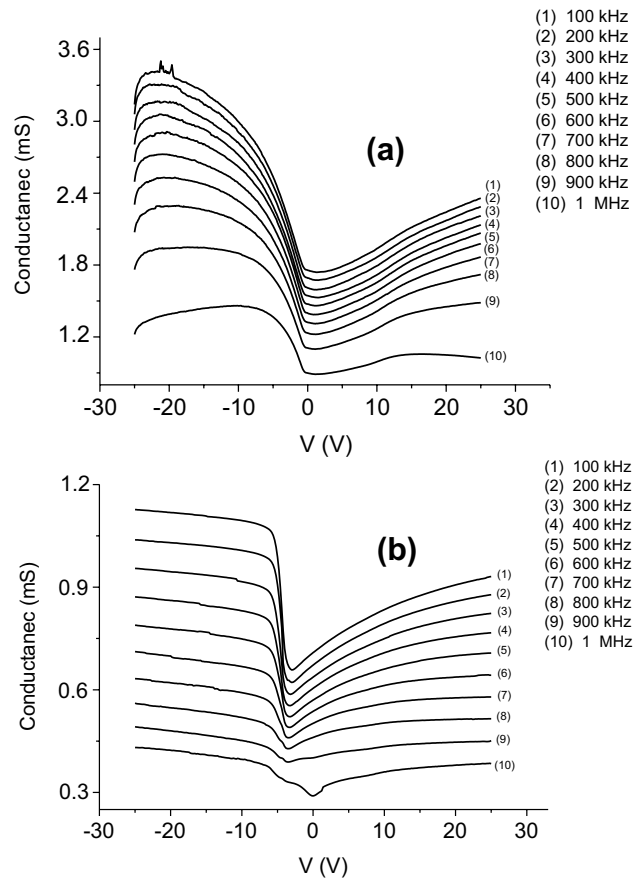 (1) 100 kHz
(2) 200 kHz
(3) 300 kHz
(4) 400 kHz
(5) 500 kHz
(6) 600 kHz
(7) 700 kHz
(8) 800 kHz
(9) 900 kHz
(10) 1 MHz
(a)
Conductanec (mS)
3.6
3.0
2.4
1.8
1.2
(1)
(2)
(3)
(4)
(5)
(6)
(7)
(8)
(9)
(10)
-30 -20 -10 0 10 20 30
V (V)
(1) 100 kHz
(2) 200 kHz
(3) 300 kHz
(4) 400 kHz
(5) 500 kHz
(6) 600 kHz
(7) 700 kHz
(8) 800 kHz
(9) 900 kHz
(10) 1 MHz
(b)
Conductanec (mS)
1.2
0.9
0.6
0.3
(1)
(2)
(3)
(4)
(5)
(6)
(7)
(8)
(9)
(10)
-30 -20 -10 0 10 20 30
V (V)